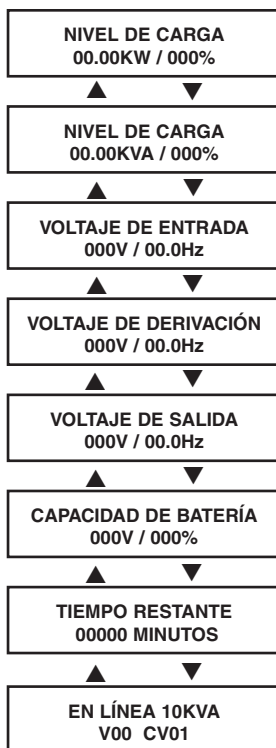 NIVEL DE CARGA
00.00KW / 000%
NIVEL DE CARGA
00.00KVA / 000%
VOLTAJE DE ENTRADA
000V / 00.0Hz
VOLTAJE DE DERIVACIÓN
000V / 00.0Hz
VOLTAJE DE SALIDA
000V / 00.0Hz
CAPACIDAD DE BATERÍA
000V / 000%
TIEMPO RESTANTE
00000 MINUTOS
EN LÍNEA 10KVA
V00 CV01